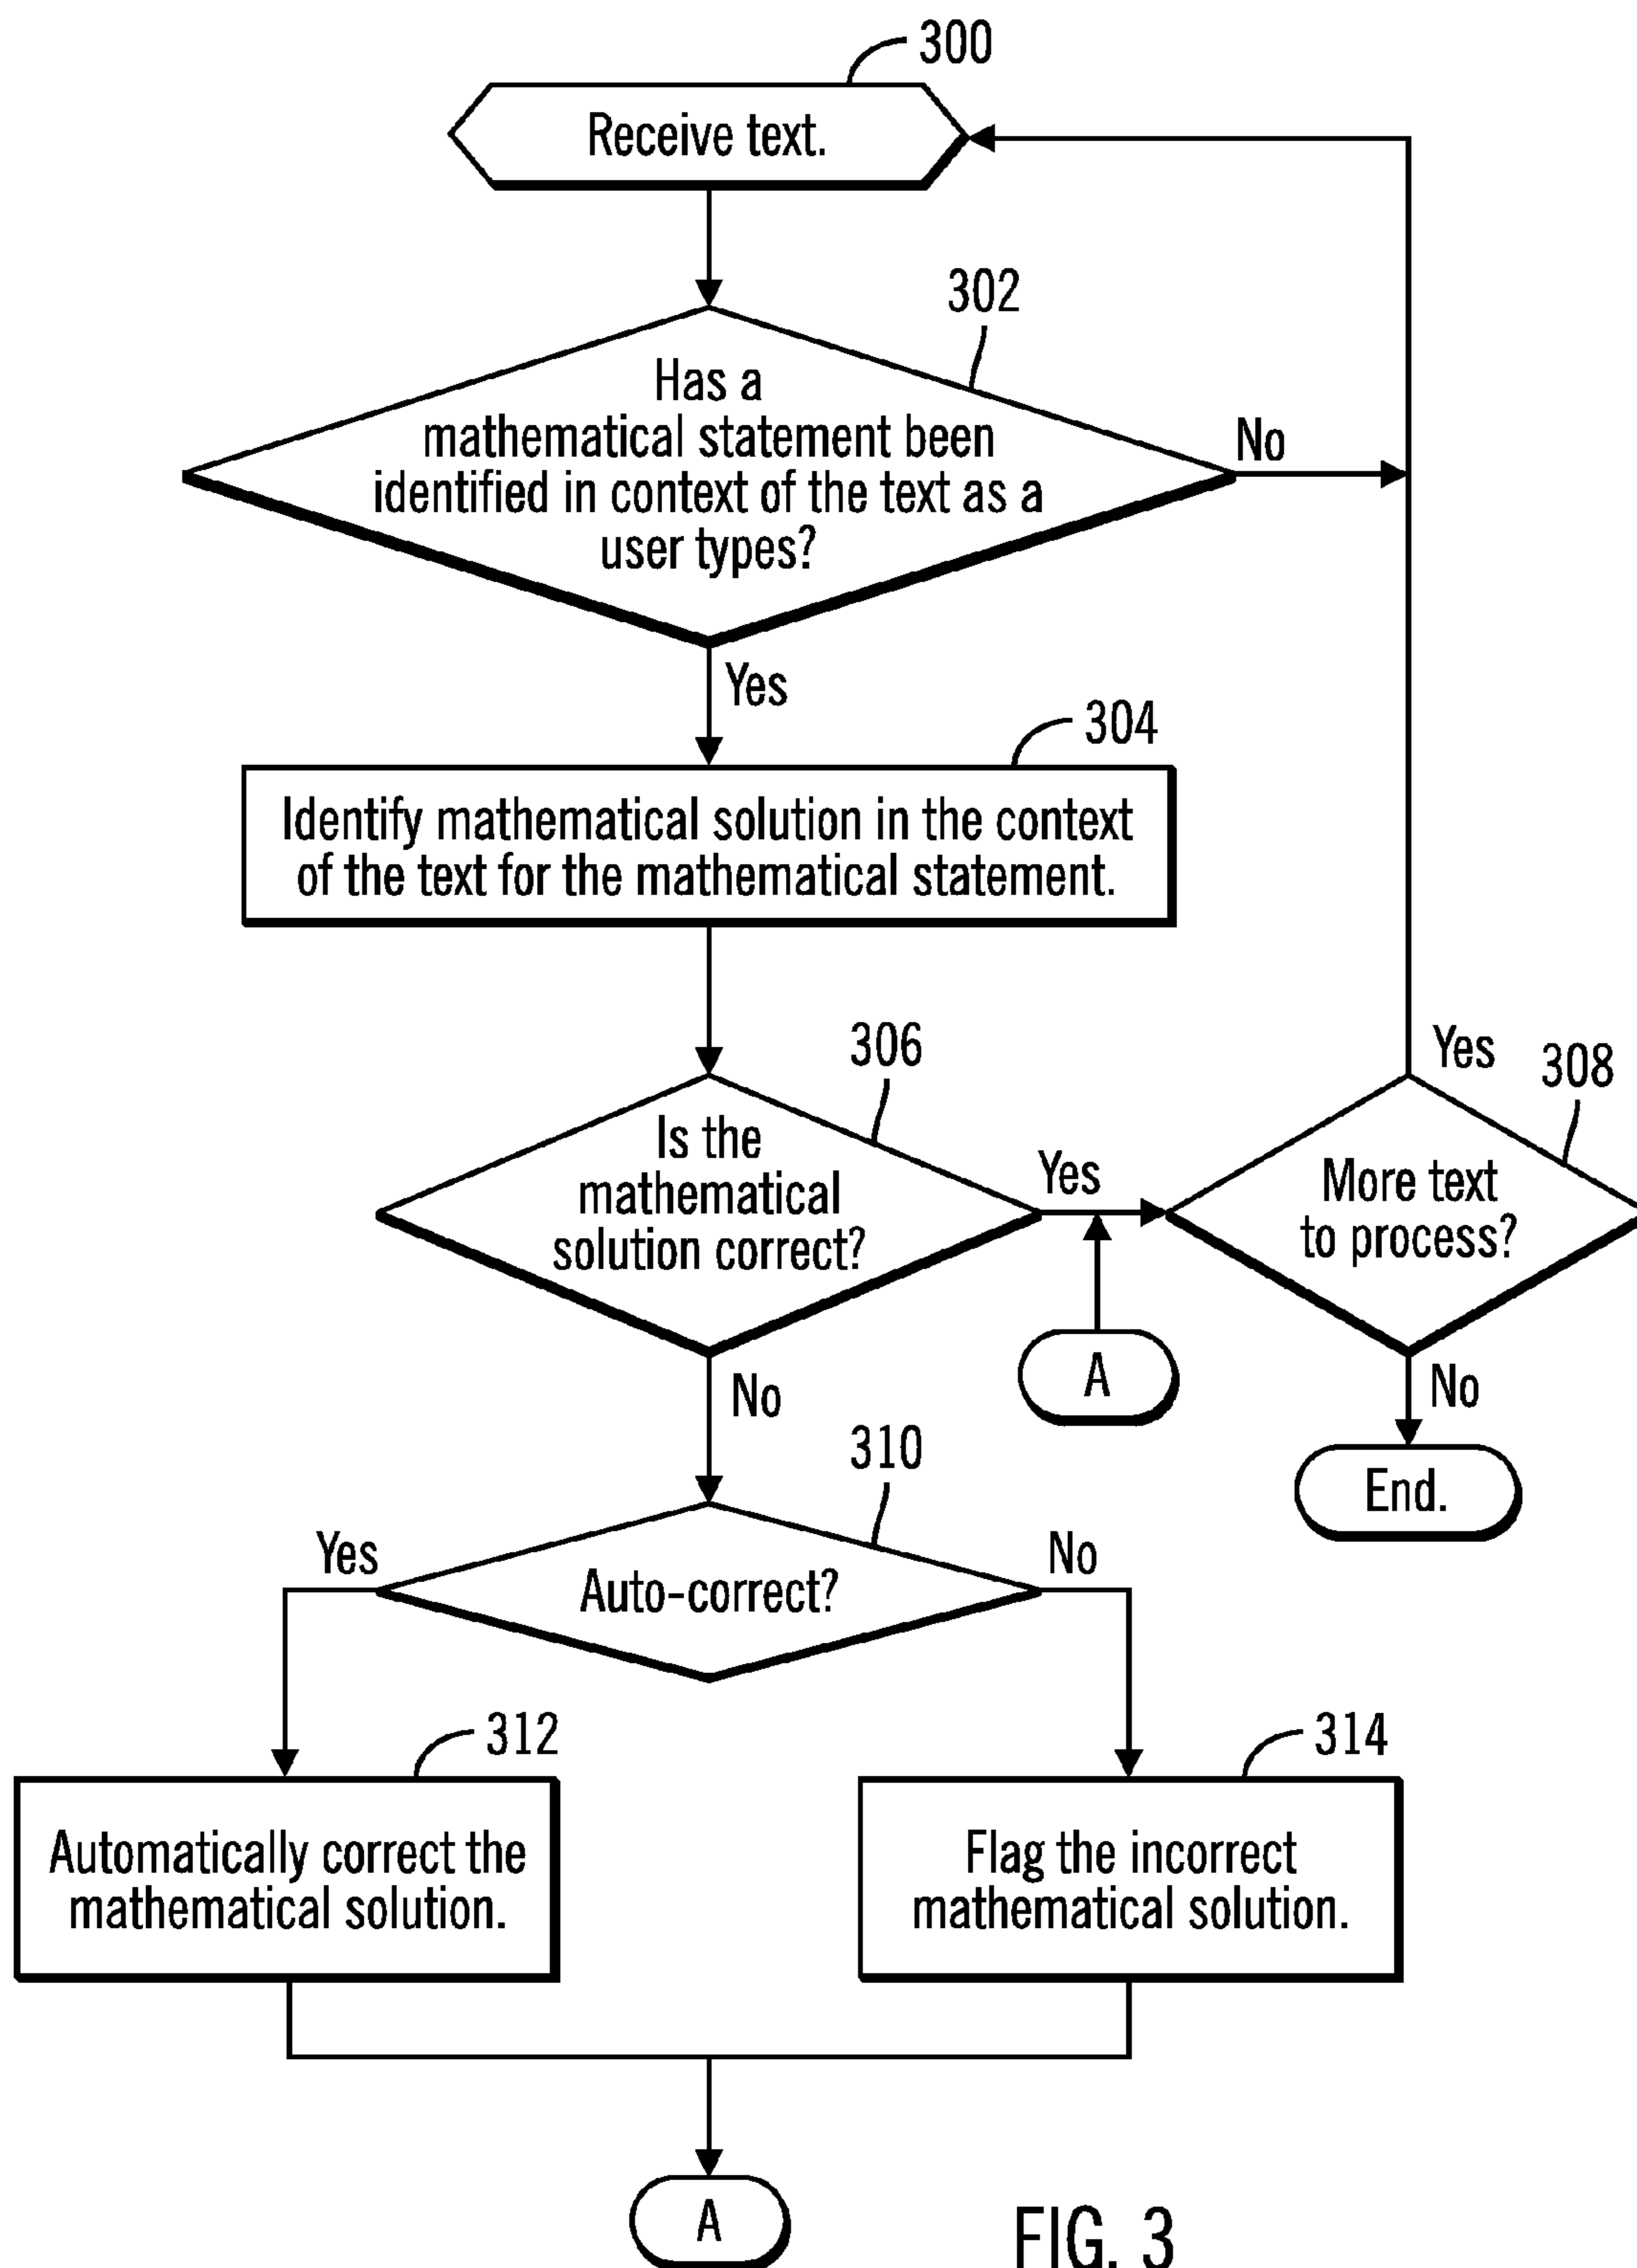 300
Receive text.
302
Has a
mathematical statement been
identified in context of the text as a
user types?
No
Yes
304
Identify mathematical solution in the context
of the text for the mathematical statement.
306
Is the
mathematical
solution correct?
Yes
Yes
308
More text
to process?
A
No
No
End.
310
Yes
Auto-correct?
No
312
Automatically correct the
mathematical solution.
314
Flag the incorrect
mathematical solution.
A
FIG. 3